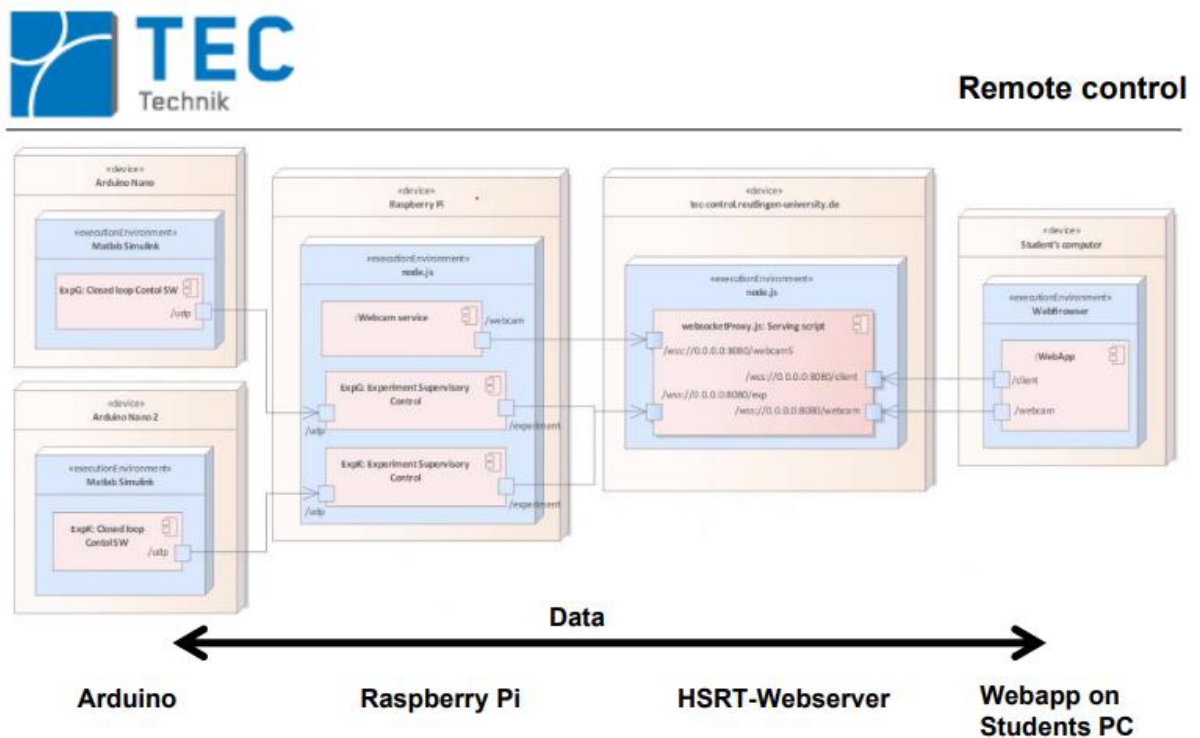 TEC
Technik
Remote control
«device»
Arduino Nano
«executionEnvironment»
Matlab Simulink
ExpG: Closed loop Contol SW
/udp
«device»
Arduino Nano 2
«executionEnvironment»
Matlab Simulink
ExpK: Closed loop
Contol SW
/udp
«device»
Raspberry Pi
«executionEnvironment»
node.js
:Webcam service
/webcam
ExpG: Experiment Supervisory
Control
/udp
/experiment
ExpK: Experiment Supervisory
Control
/udp
/experiment
«device»
tec-control.reutlingen-university.de
«executionEnvironment»
node.js
websocketProxy.js: Serving script
/wss://0.0.0.0:8080/webcam5
/wss://0.0.0.0:8080/client
/wss://0.0.0.0:8080/exp
/wss://0.0.0.0:8080/webcam
«device»
Student's computer
«executionEnvironment»
Webbrowser
:WebApp
/client
/webcam
Data
Arduino
Raspberry Pi
HSRT-Webserver
Webapp on
Students PC